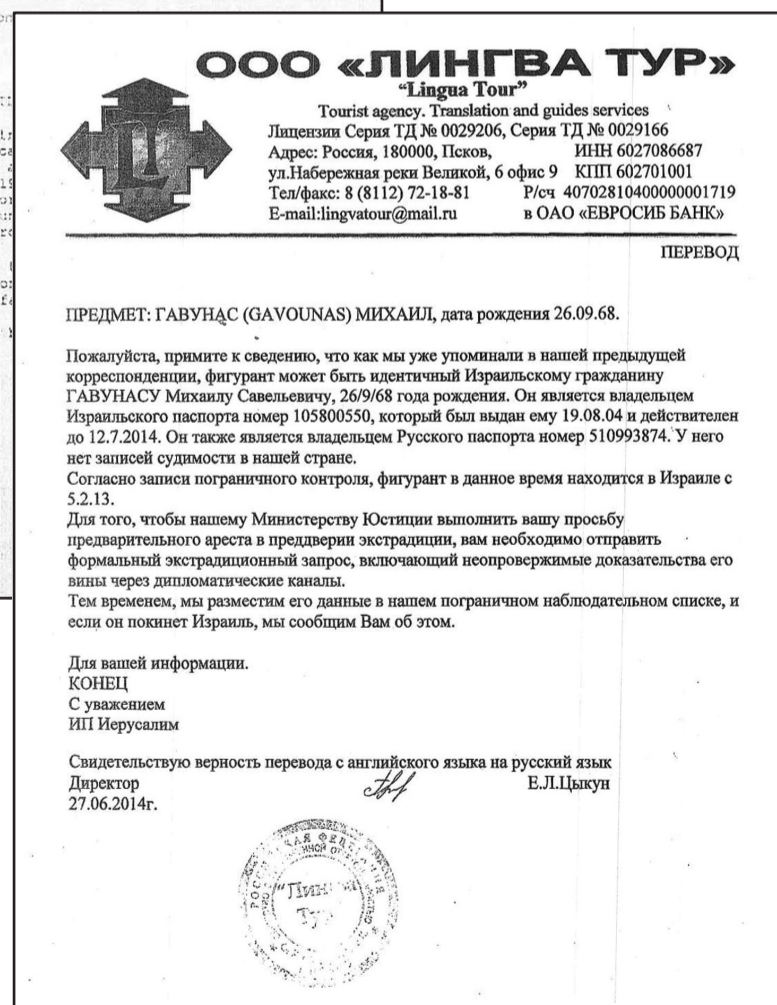 ООО «ЛИНГВА ТУР»
“Lingua Tour”
Tourist agency. Translation and guides services
Лицензии Серия ТД № 0029206, Серия ТД № 0029166
Адрес: Россия, 180000, Псков, ИНН 6027086687
ул.Набережная реки Великой, 6 офис 9 КПП 602701001
Тел/факс: 8 (8112) 72-18-81 Р/сч 40702810400000001719
E-mail:lingvatour@mail.ru в ОАО «ЕВРОСИБ БАНК»
ПЕРЕВОД
ПРЕДМЕТ: ГАВУНАС (GAVOUNAS) МИХАИЛ, дата рождения 26.09.68.
Пожалуйста, примите к сведению, что как мы уже упоминали в нашей предыдущей
корреспонденции, фигурант может быть идентичный Израильскому гражданину
ГАВУНАСУ Михаилу Савельевичу, 26/9/68 года рождения. Он является владельцем
Израильского паспорта номер 105800550, который был выдан ему 19.08.04 и действителен
до 12.7.2014. Он также является владельцем Русского паспорта номер 510993874. У него
нет записей судимости в нашей стране.
Согласно записи пограничного контроля, фигурант в данное время находится в Израиле с
5.2.13.
Для того, чтобы нашему Министерству Юстиции выполнить вашу просьбу
предварительного ареста в преддверии экстрадиции, вам необходимо отправить
формальный экстрадиционный запрос, включающий неопровержимые доказательства его
вины через дипломатические каналы.
Тем временем, мы разместим его данные в нашем пограничном наблюдательном списке, и
если он покинет Израиль, мы сообщим Вам об этом.
Для вашей информации.
КОНЕЦ
С уважением
ИП Иерусалим
Свидетельствую верность перевода с английского языка на русский язык
Директор Е.Л.Цыкун
27.06.2014г.
"Лингва
Тур"